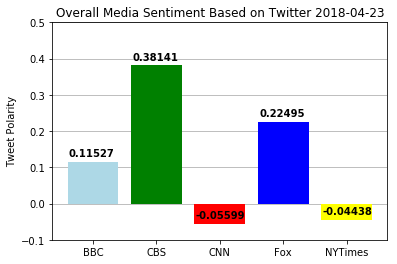 Overall Media Sentiment Based on Twitter 2018-04-23
Tweet Polarity
0.5
0.4
0.3
0.2
0.1
0.0
−0.1
0.11527
0.38141
-0.05599
0.22495
-0.04438
BBC
CBS
CNN
Fox
NYTimes